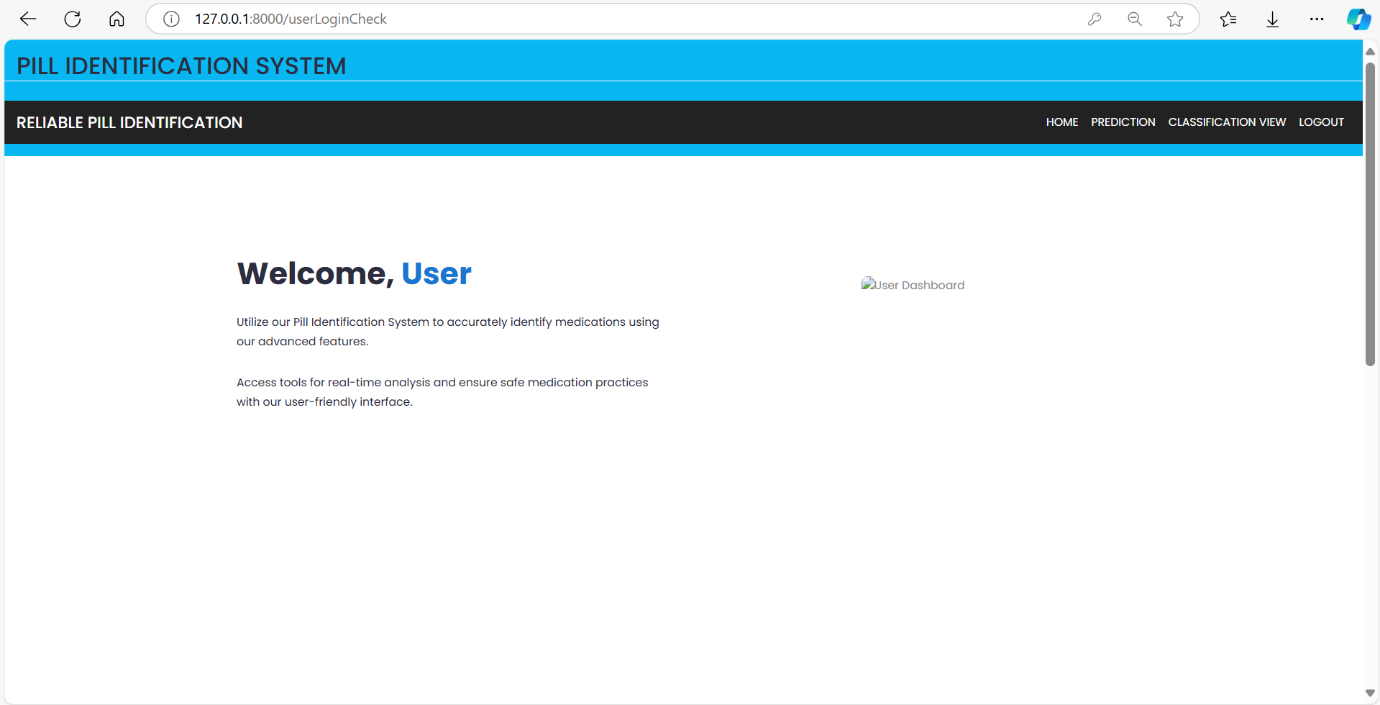 127.0.0.1:8000/userLoginCheck
PILL IDENTIFICATION SYSTEM
RELIABLE PILL IDENTIFICATION
HOME PREDICTION CLASSIFICATION VIEW LOGOUT
Welcome, User
Utilize our Pill Identification System to accurately identify medications using
our advanced features.
Access tools for real-time analysis and ensure safe medication practices
with our user-friendly interface.
User Dashboard